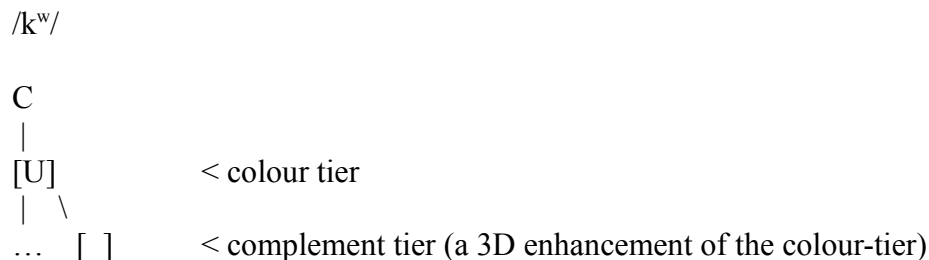 /kʷ/
C
|
[U] < colour tier
| \
… [ ] < complement tier (a 3D enhancement of the colour-tier)